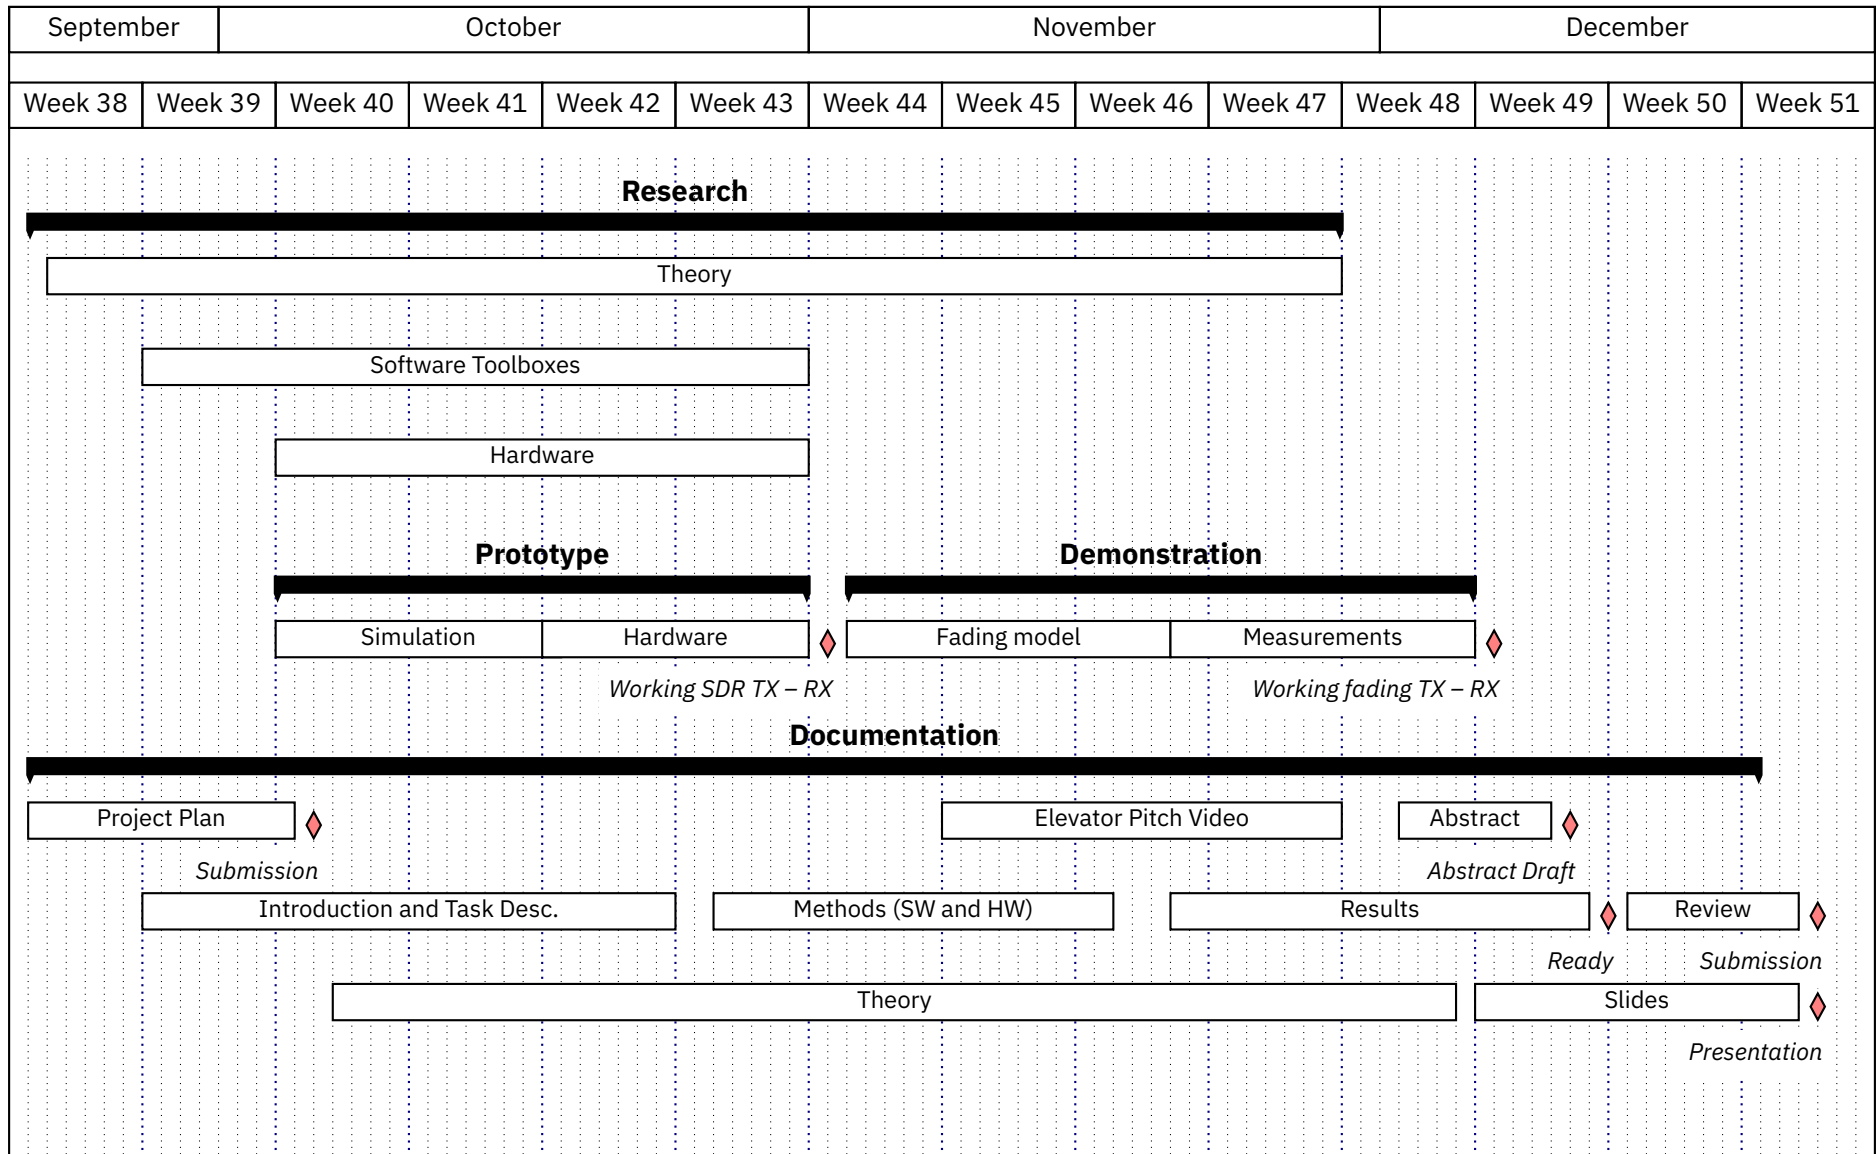 September October November December
Week 38 Week 39 Week 40 Week 41 Week 42 Week 43 Week 44 Week 45 Week 46 Week 47 Week 48 Week 49 Week 50 Week 51
Research
Theory
Software Toolboxes
Hardware
Prototype Demonstration
Simulation Hardware Fading model Measurements
Working SDR TX – RX Working fading TX – RX
Documentation
Project Plan Elevator Pitch Video Abstract
Submission Abstract Draft
Introduction and Task Desc. Methods (SW and HW) Results Review
Ready Submission
Theory Slides
Presentation